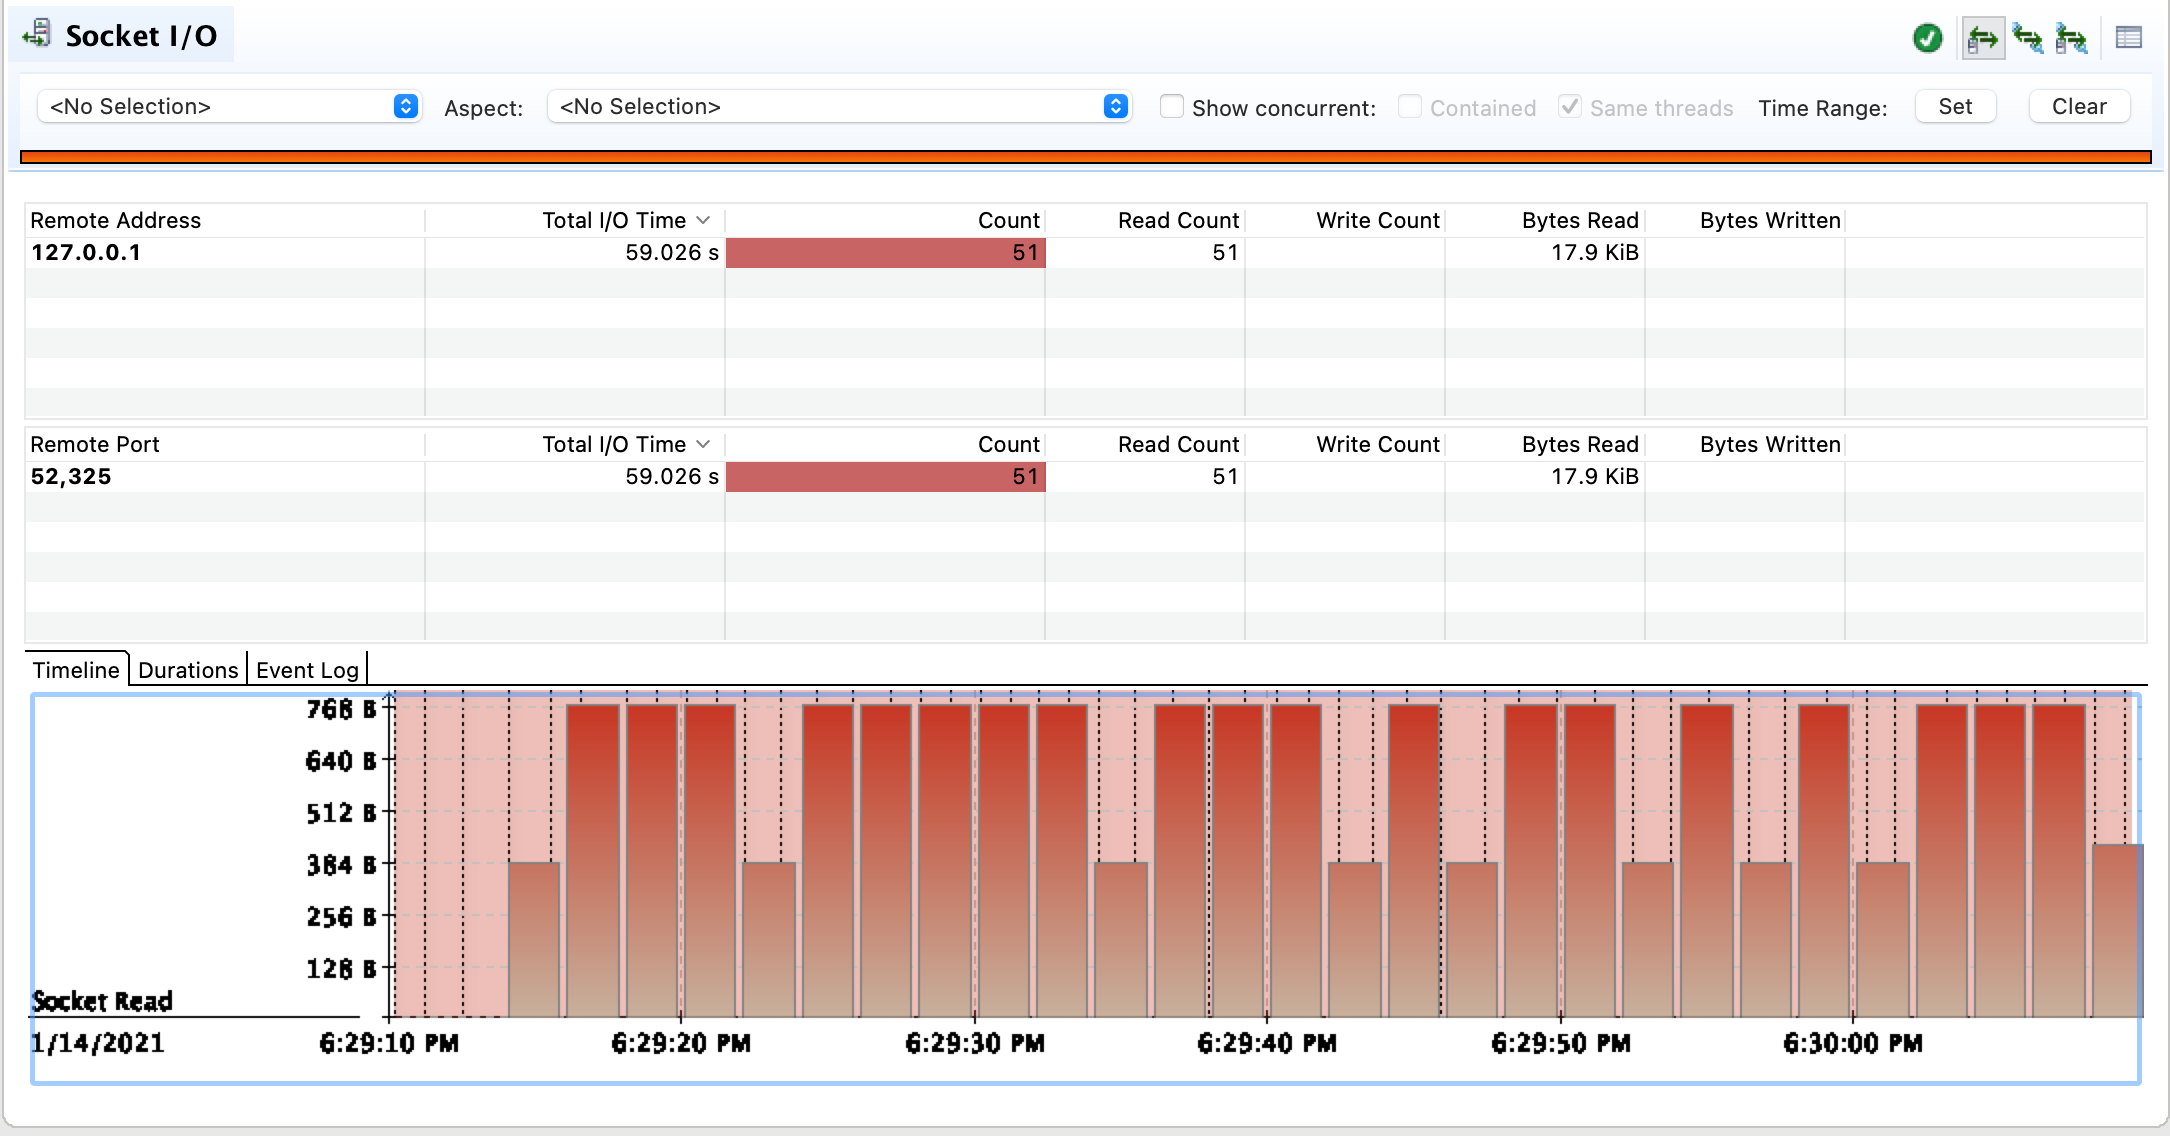 Socket I/O
<No Selection> Aspect: <No Selection> Show concurrent: Contained Same threads Time Range: Set Clear
Remote Address Total I/O Time Count Read Count Write Count Bytes Read Bytes Written
127.0.0.1 59.026 s 51 51 17.9 KiB
Remote Port Total I/O Time Count Read Count Write Count Bytes Read Bytes Written
52,325 59.026 s 51 51 17.9 KiB
Timeline Durations Event Log
768 B
640 B
512 B
384 B
256 B
128 B
Socket Read
1/14/2021 6:29:10 PM 6:29:20 PM 6:29:30 PM 6:29:40 PM 6:29:50 PM 6:30:00 PM